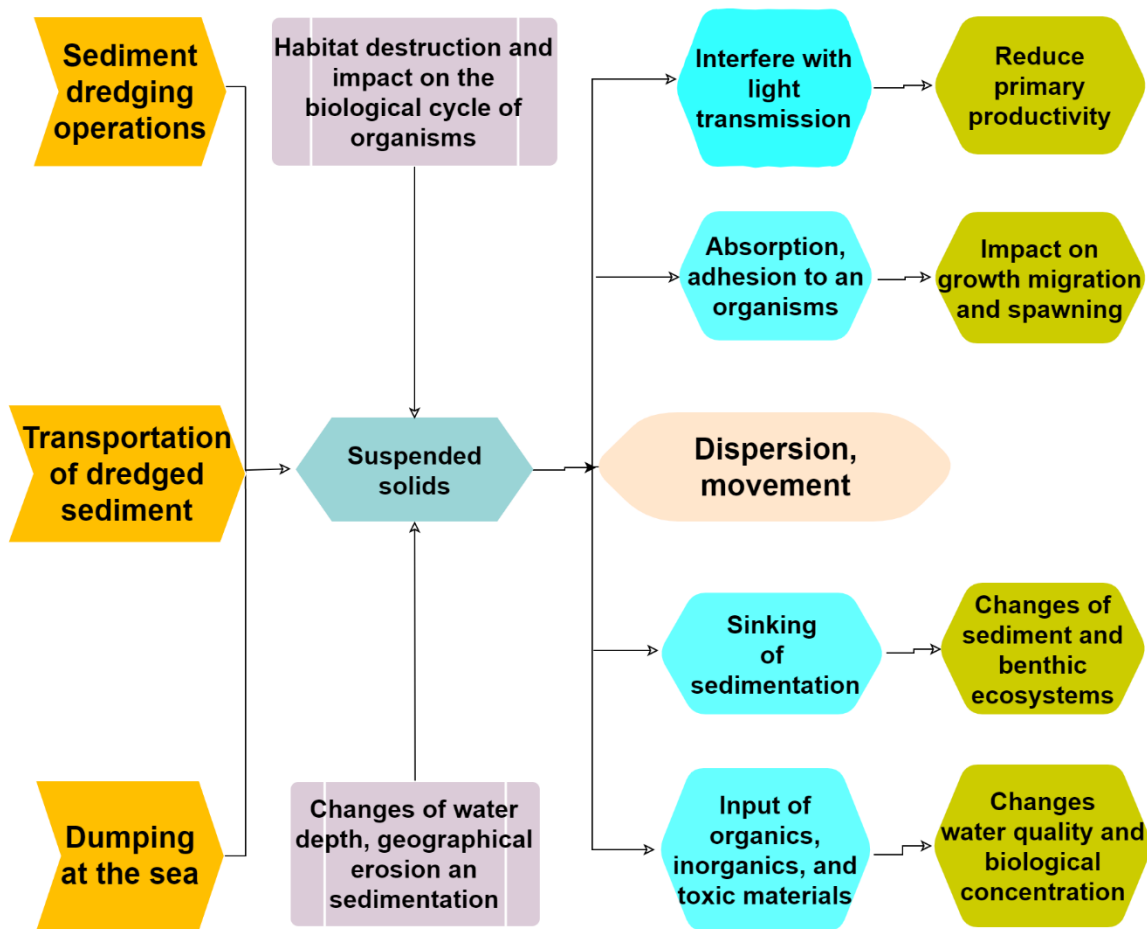 Sediment
dredging
operations
Habitat destruction and
impact on the
biological cycle of
organisms
Interfere with
light
transmission
Reduce
primary
productivity
Absorption,
adhesion to an
organisms
Impact on
growth migration
and spawning
Transportation
of dredged
sediment
Suspended
solids
Dispersion,
movement
Sinking
of
sedimentation
Changes of
sediment and
benthic
ecosystems
Dumping
at the sea
Changes of water
depth, geographical
erosion an
sedimentation
Input of
organics,
inorganics, and
toxic materials
Changes
water quality and
biological
concentration